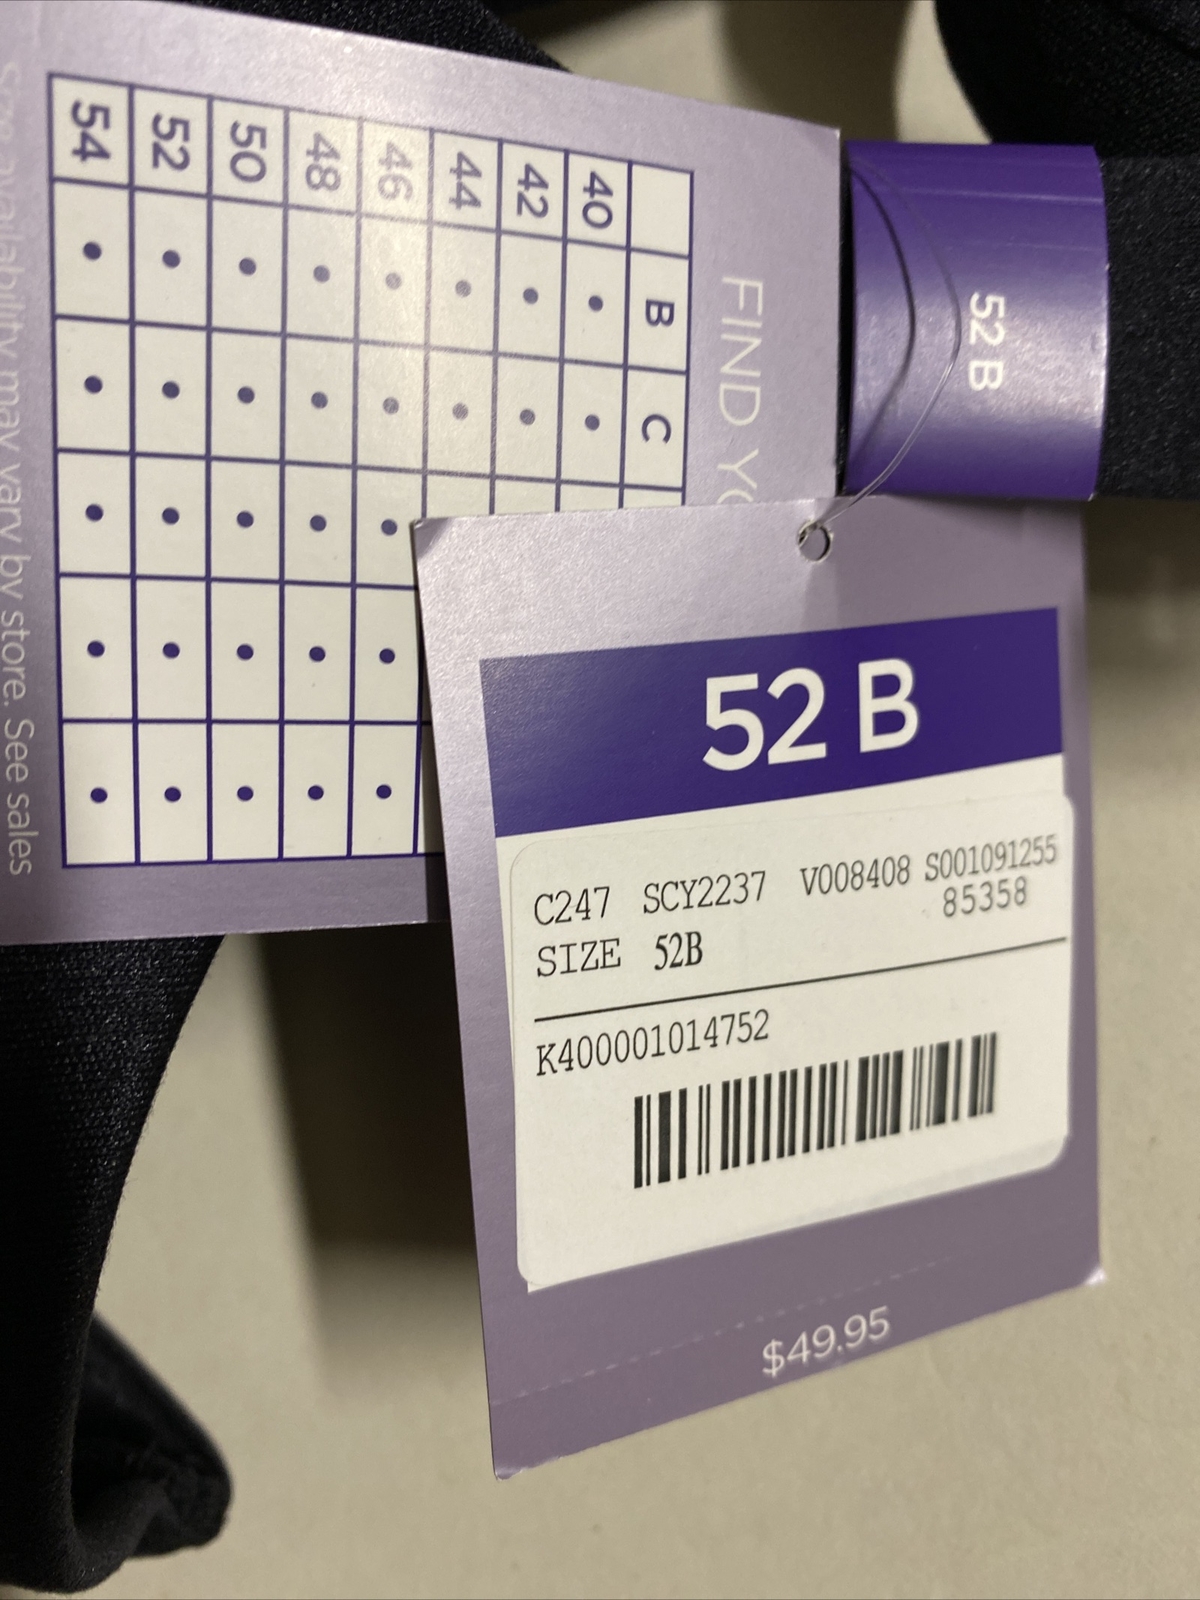 54
52
50
48
46
44
42
40
B
C
FIND
Size availability may vary by store. See sales
52 B
52 B
C247 SCY2237 V008408 S001091255
85358
SIZE 52B
K400001014752
$49.95